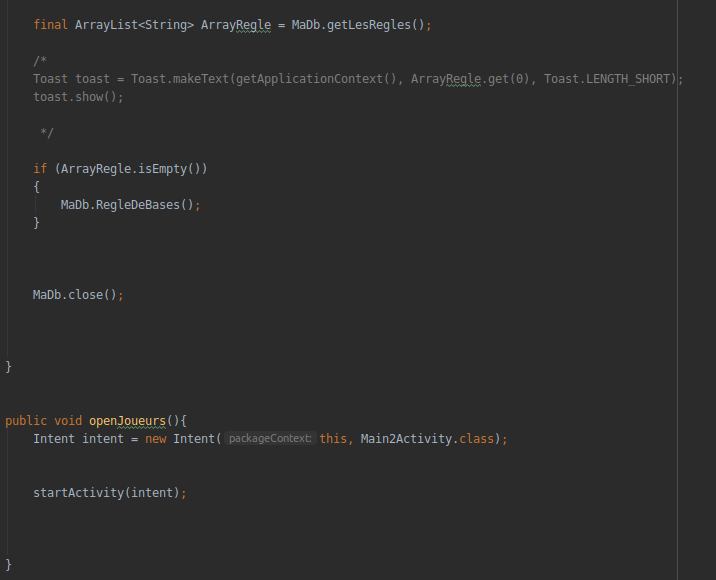 final ArrayList<String> ArrayRegle = MaDb.getLesRegles();
/*
Toast toast = Toast.makeText(getApplicationContext(), ArrayRegle.get(0), Toast.LENGTH_SHORT);
toast.show();
*/
if (ArrayRegle.isEmpty())
{
MaDb.RegleDeBases();
}
MaDb.close();
}
public void openJoueurs(){
Intent intent = new Intent( packageContext: this, Main2Activity.class);
startActivity(intent);
}